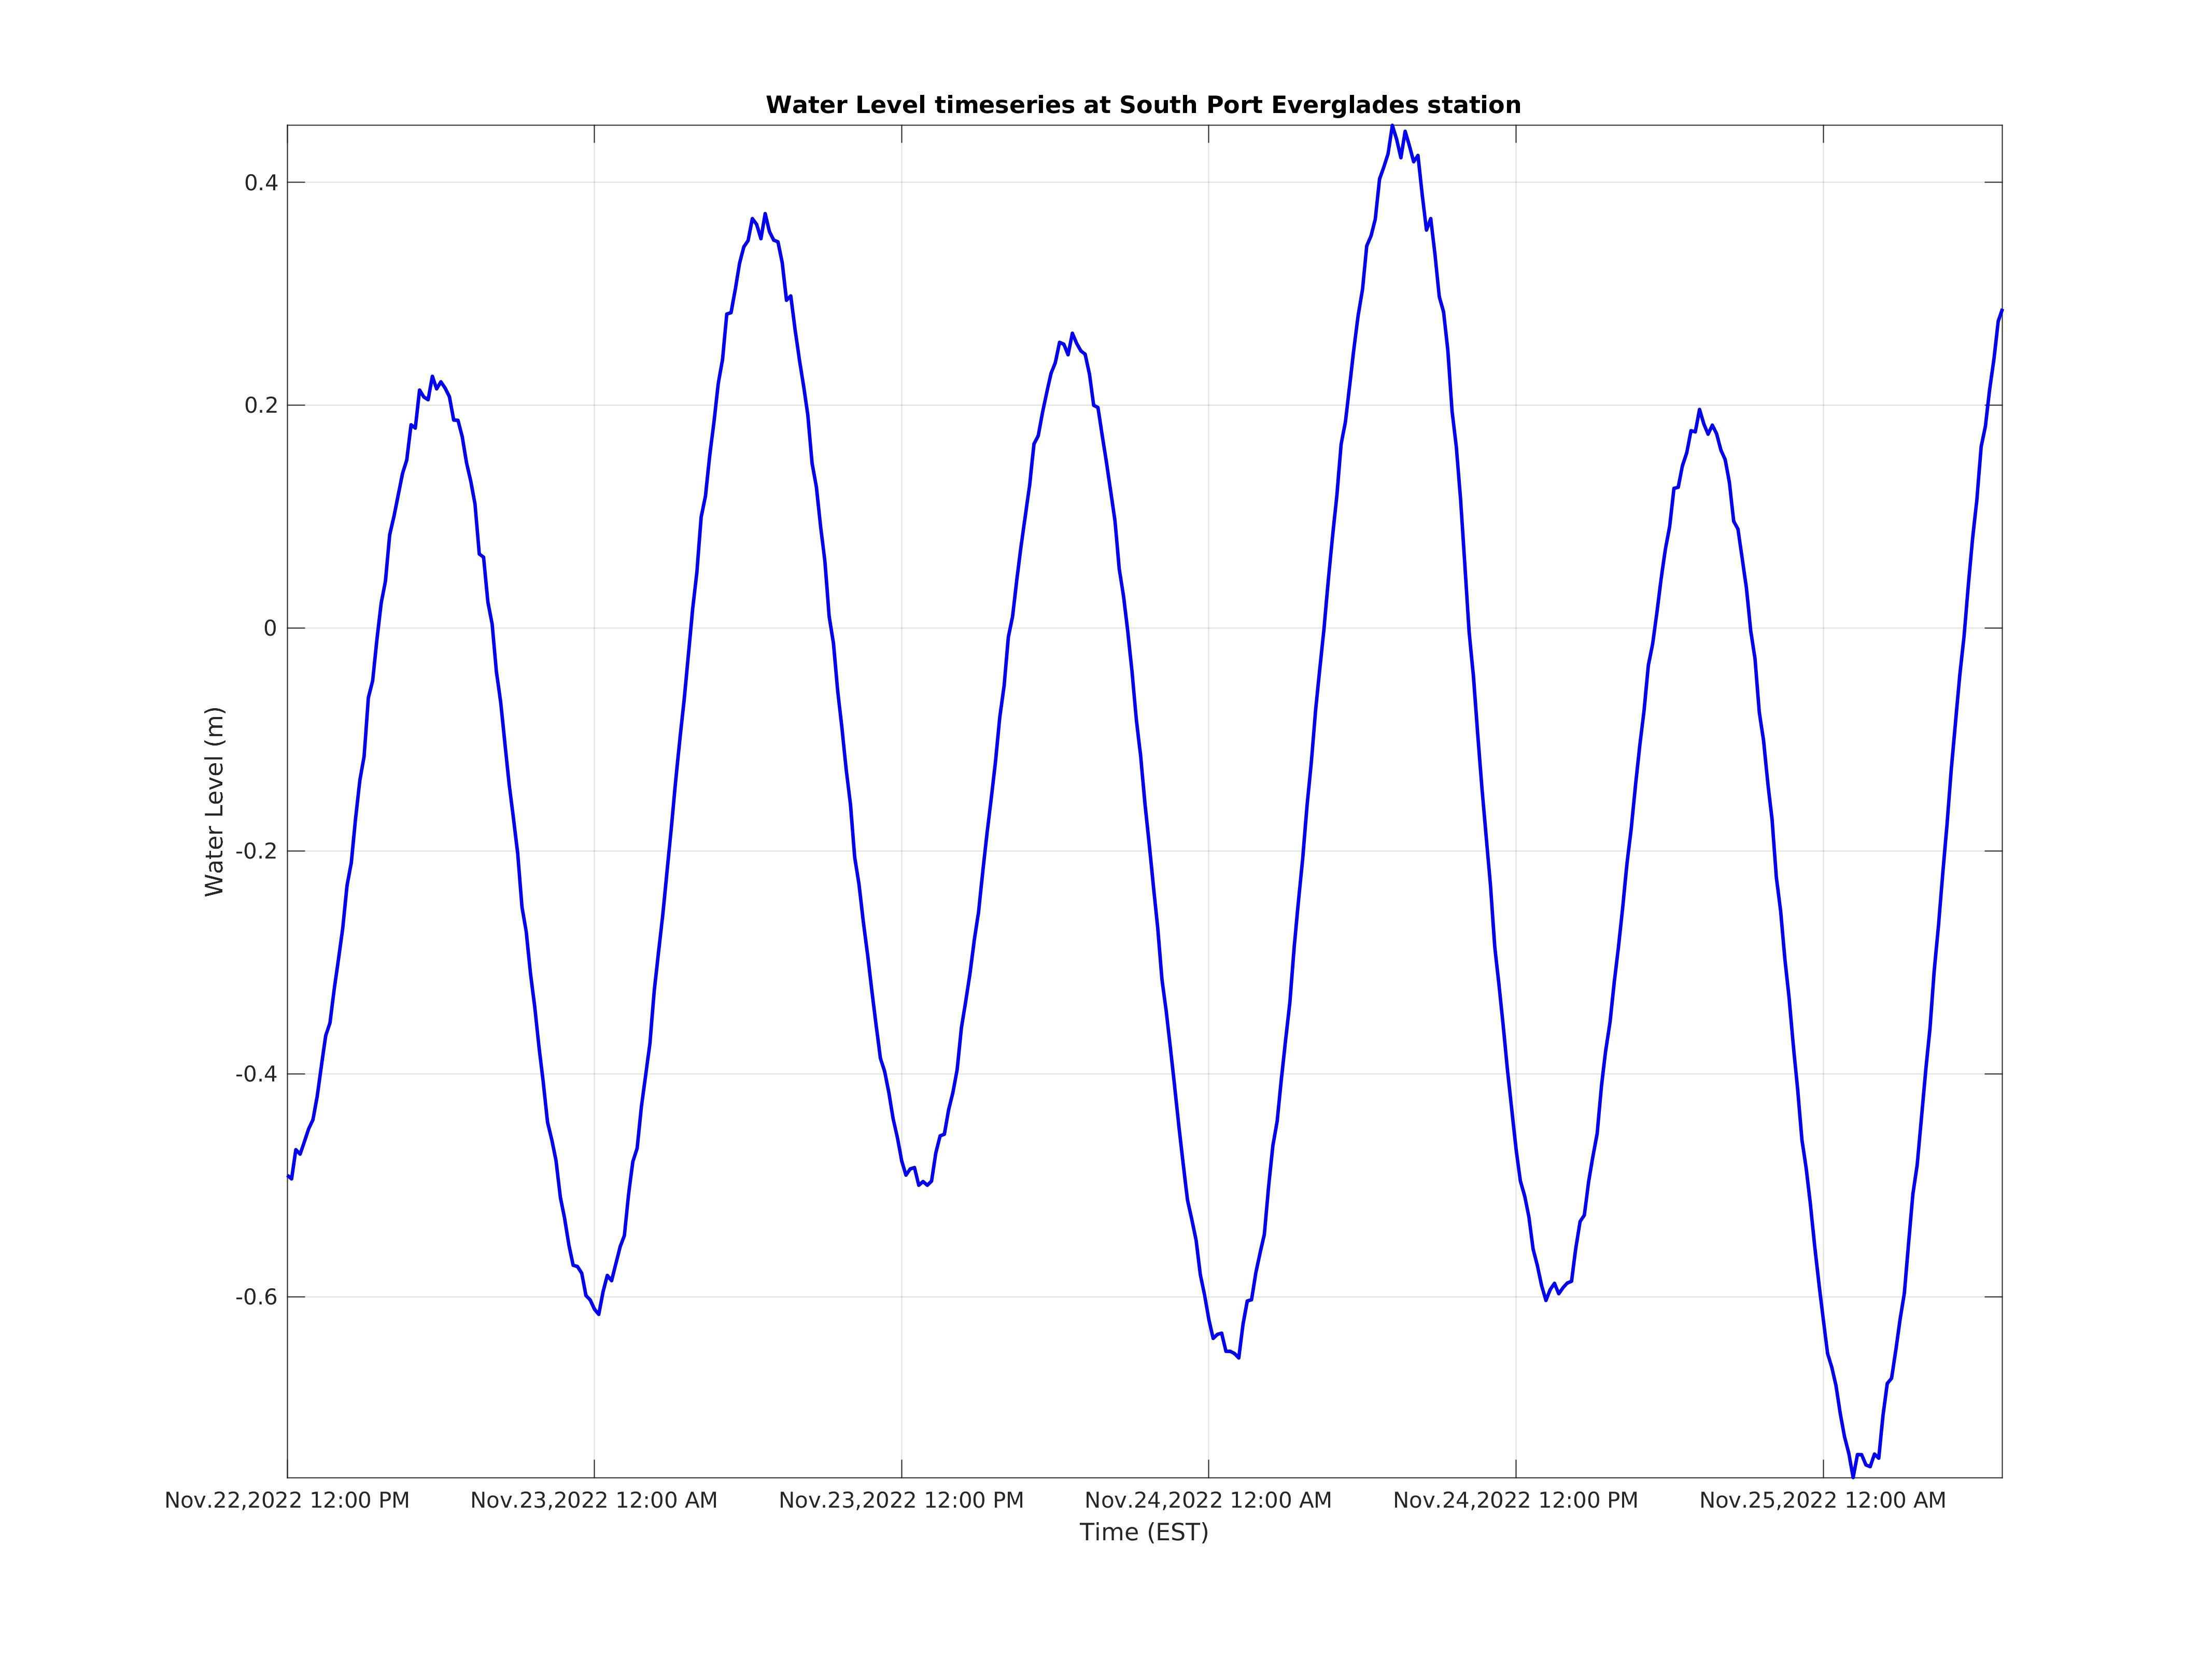 Water Level timeseries at South Port Everglades station
0.4
0.2
0
-0.2
-0.4
-0.6
Water Level (m)
Nov.22,2022 12:00 PM Nov.23,2022 12:00 AM Nov.23,2022 12:00 PM Nov.24,2022 12:00 AM Nov.24,2022 12:00 PM Nov.25,2022 12:00 AM
Time (EST)